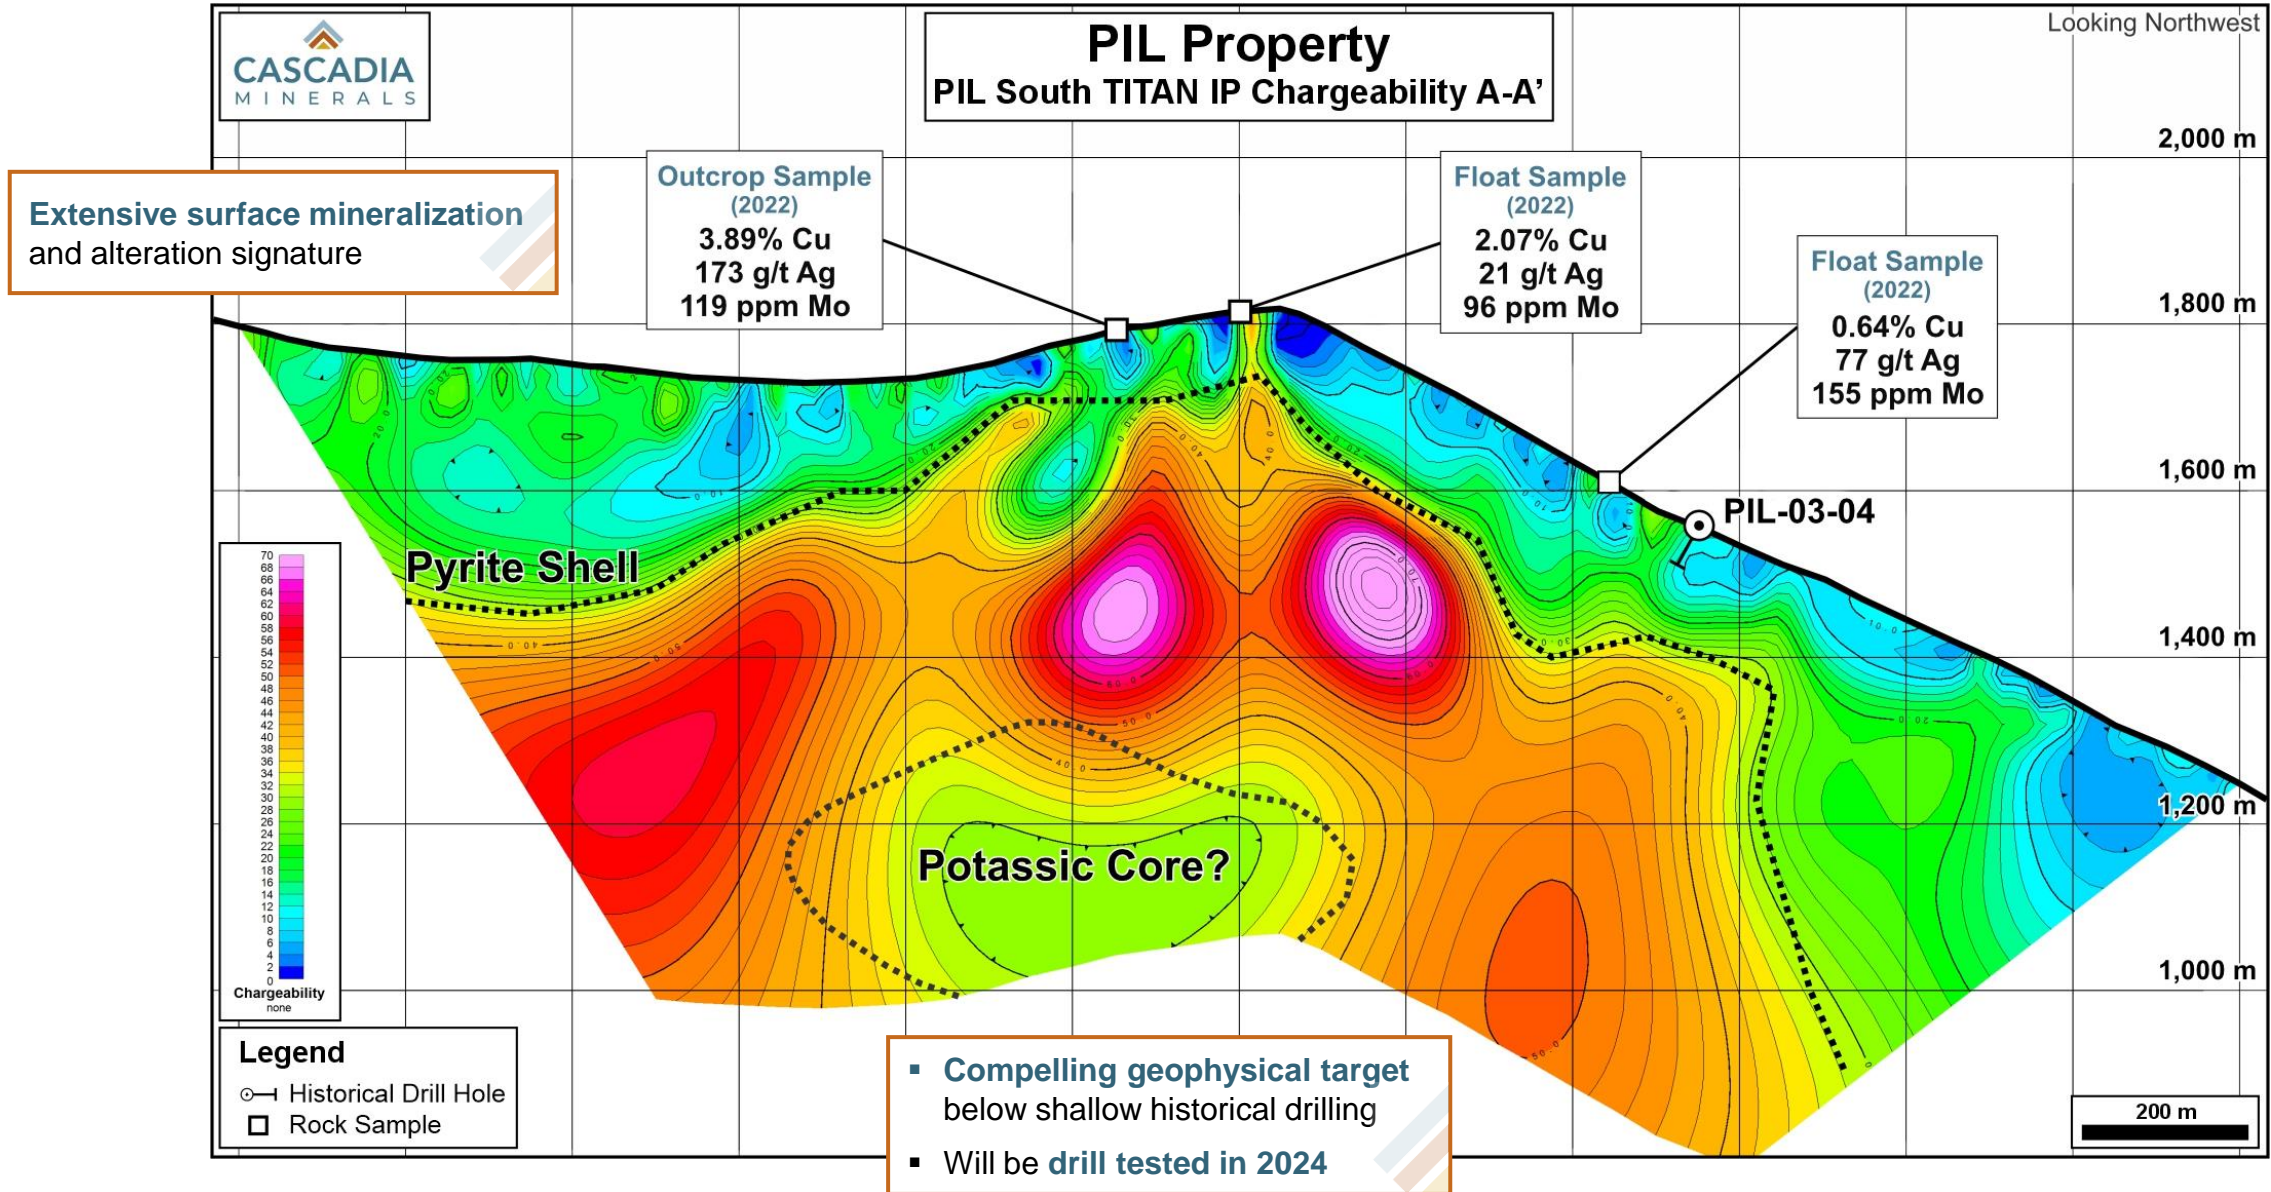 CASCADIA
MINERALS
PIL Property
PIL South TITAN IP Chargeability A-A’
Looking Northwest
Extensive surface mineralization
and alteration signature
Outcrop Sample
(2022)
3.89% Cu
173 g/t Ag
119 ppm Mo
Float Sample
(2022)
2.07% Cu
21 g/t Ag
96 ppm Mo
Float Sample
(2022)
0.64% Cu
77 g/t Ag
155 ppm Mo
2,000 m
1,800 m
1,600 m
1,400 m
1,200 m
1,000 m
PIL-03-04
Pyrite Shell
Potassic Core?
70
68
66
64
62
60
58
56
54
52
50
48
46
44
42
40
38
36
34
32
30
28
26
24
22
20
18
16
14
12
10
8
6
4
2
0
Chargeability
none
Legend
Historical Drill Hole
Rock Sample
▪ Compelling geophysical target
below shallow historical drilling
▪ Will be drill tested in 2024
200 m